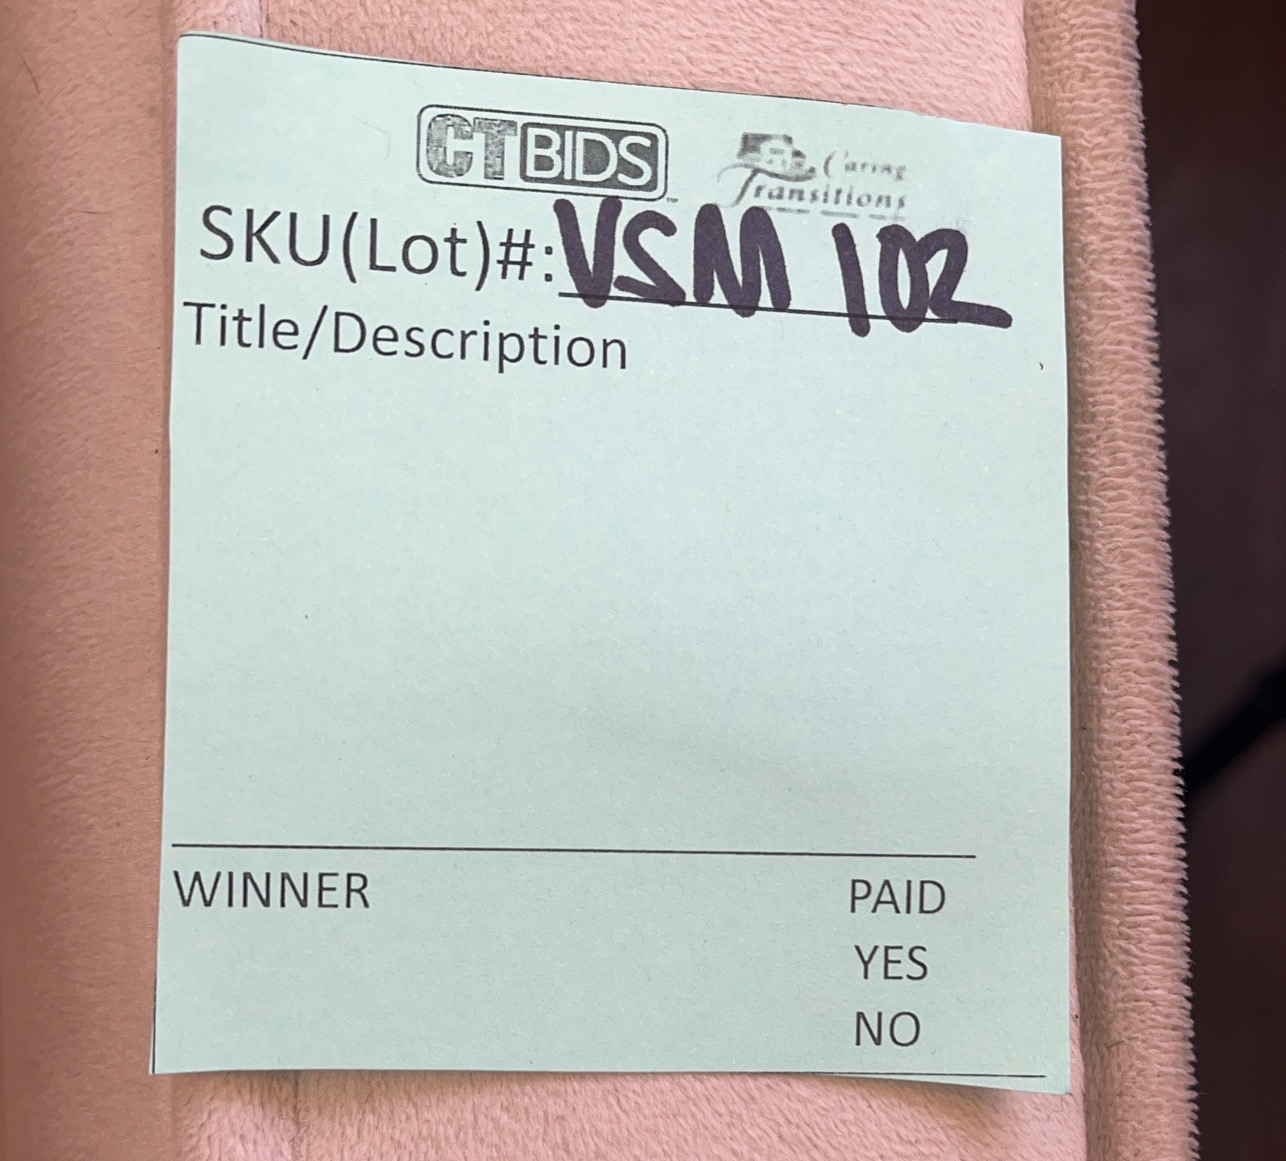 CTBIDS
Caring
Transitions
SKU(Lot)#: VSM 102
Title/Description
WINNER PAID
YES
NO